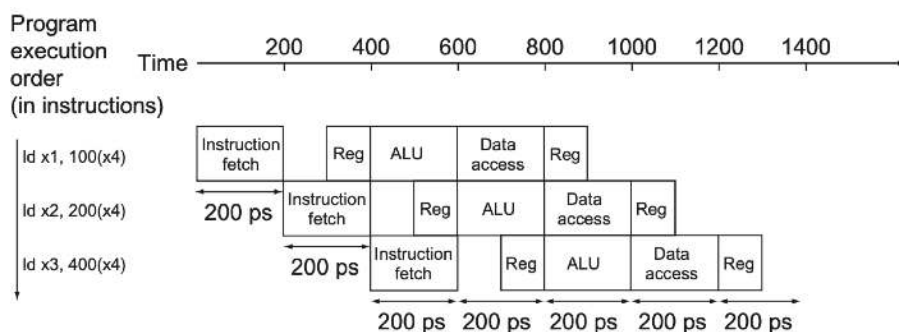 Program
execution
order
(in instructions)
Time
200 400 600 800 1000 1200 1400
ld x1, 100(x4)
Instruction
fetch
Reg
ALU
Data
access
Reg
200 ps
ld x2, 200(x4)
Instruction
fetch
Reg
ALU
Data
access
Reg
200 ps
ld x3, 400(x4)
Instruction
fetch
Reg
ALU
Data
access
Reg
200 ps 200 ps 200 ps 200 ps 200 ps